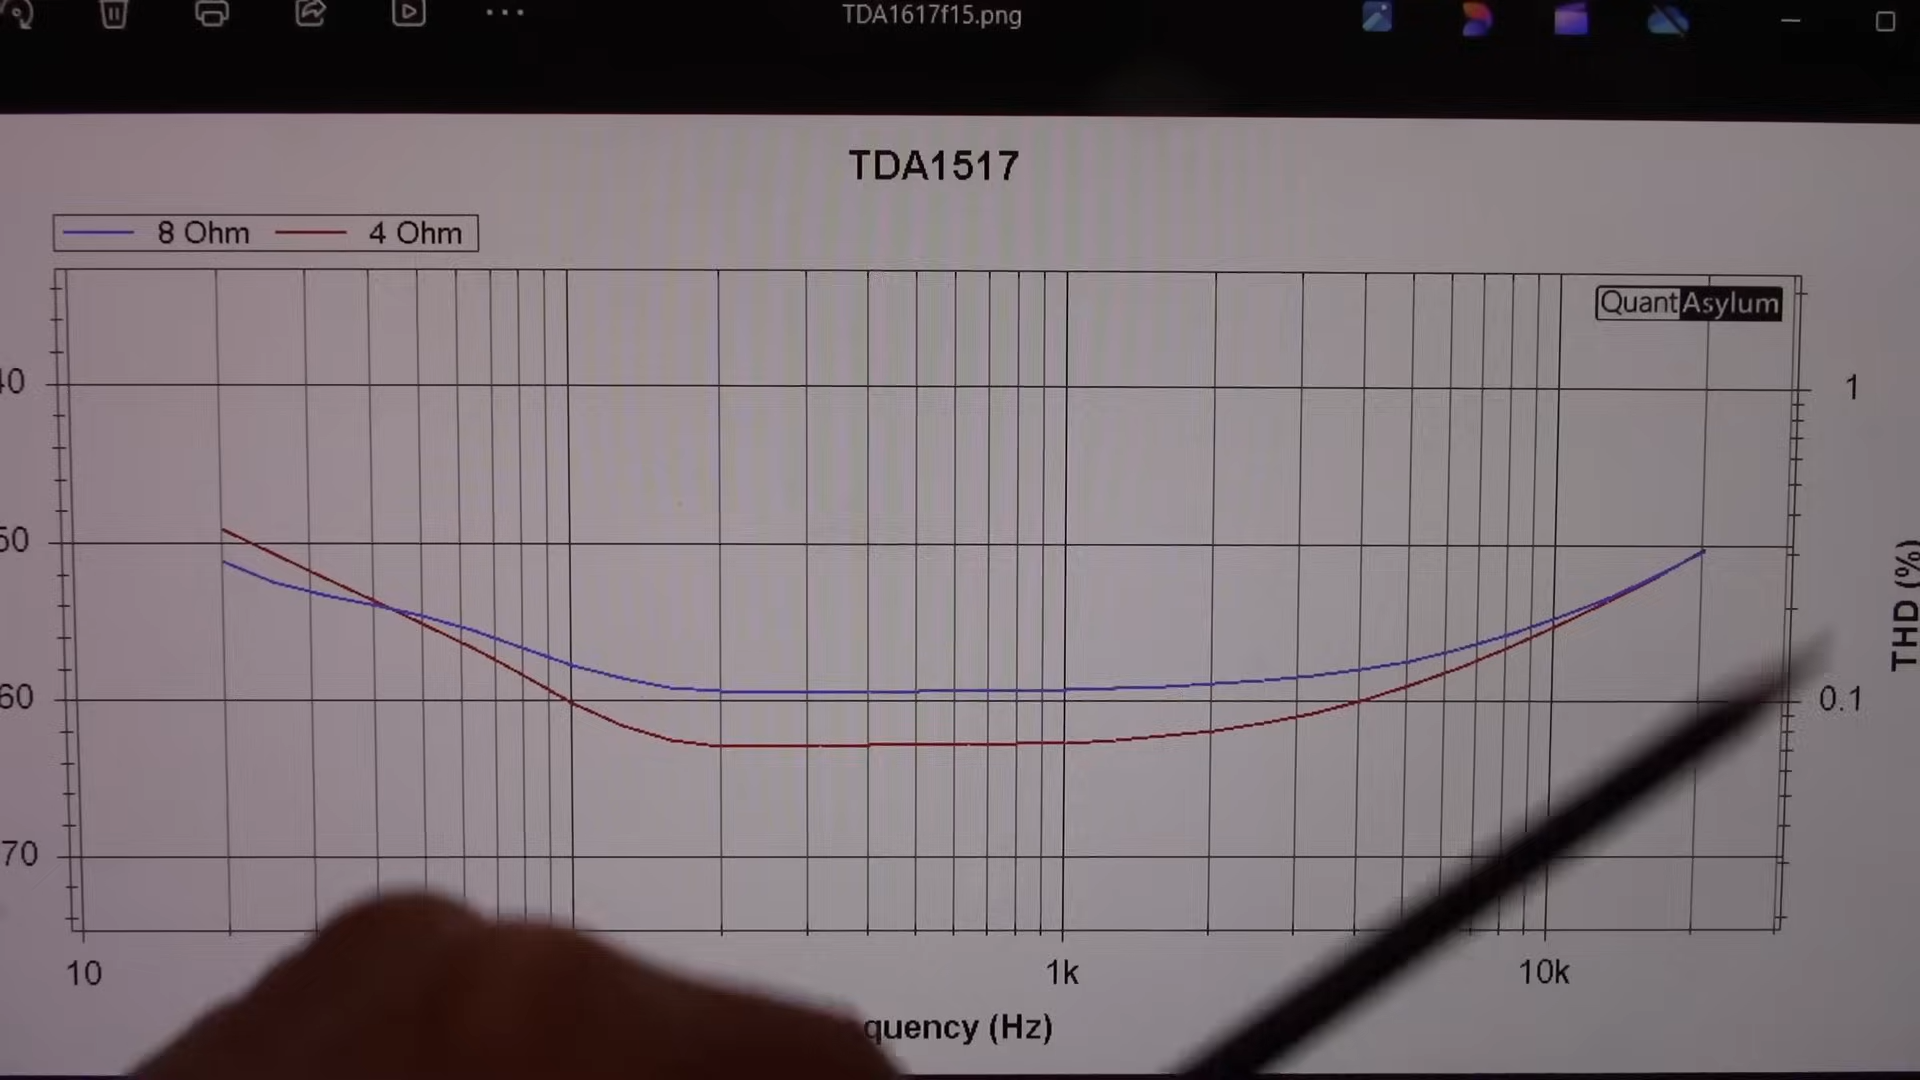 TDA1617f15.png
TDA1517
8 Ohm 4 Ohm
QuantAsylum
40
1
50
60
0.1
70
THD (%)
10
1k
10k
quency (Hz)